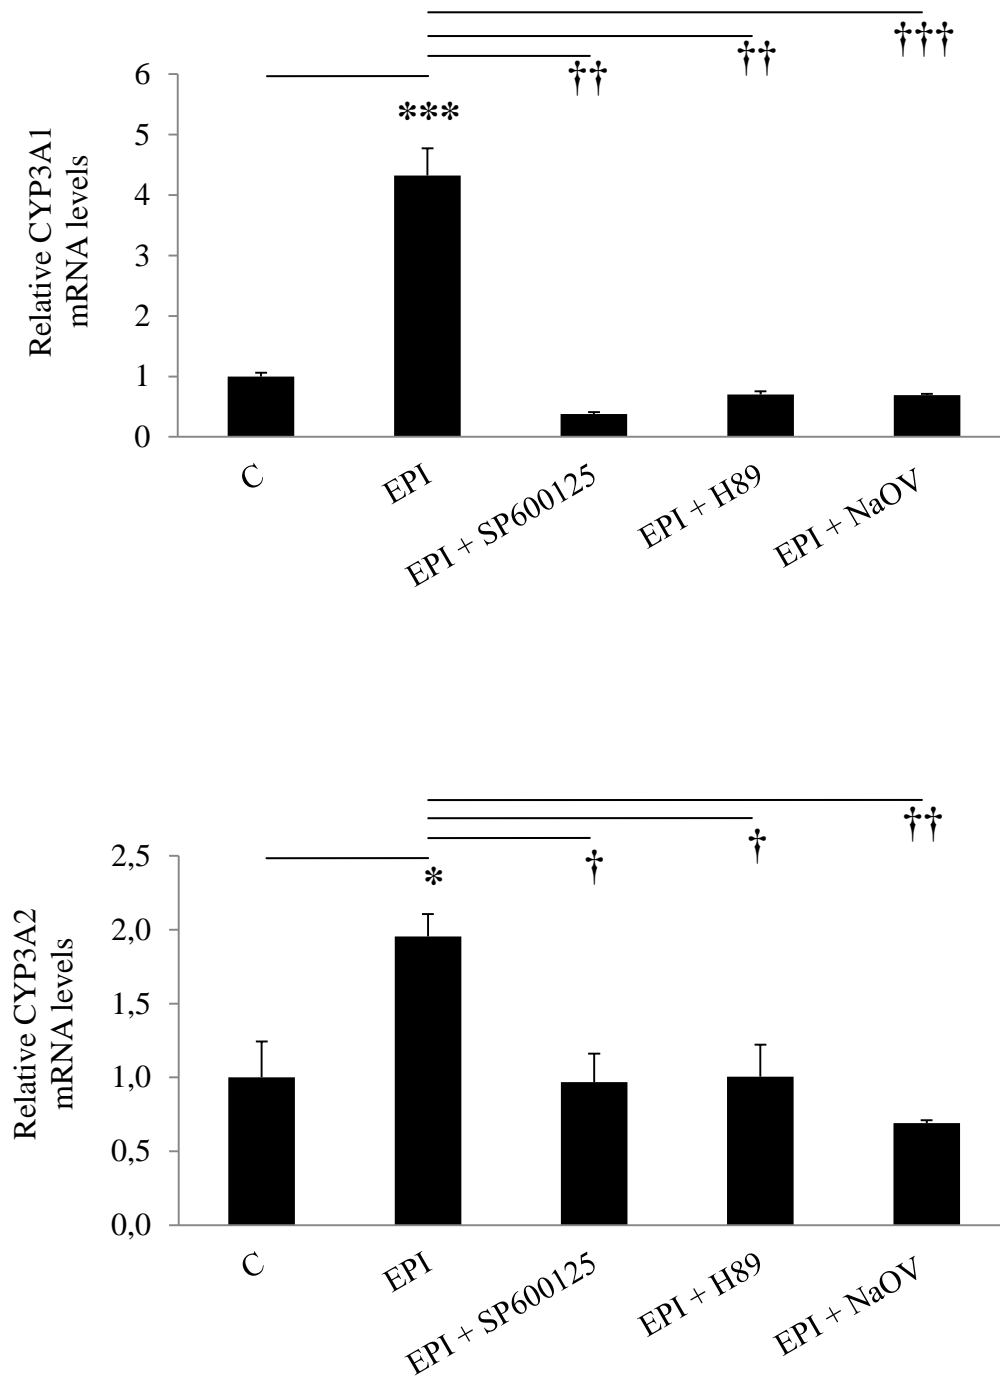 †††
††
††
6
***
5
4
3
2
1
0
Relative CYP3A1
mRNA levels
C
EPI
EPI + SP600125
EPI + H89
EPI + NaOV
††
†
†
*
2,5
2,0
1,5
1,0
0,5
0,0
Relative CYP3A2
mRNA levels
C
EPI
EPI + SP600125
EPI + H89
EPI + NaOV